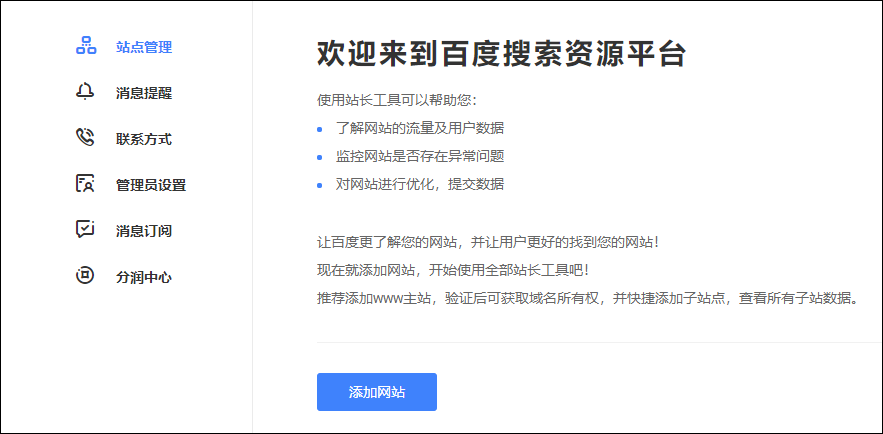 站点管理
消息提醒
联系方式
管理员设置
消息订阅
分润中心
欢迎来到百度搜索资源平台
使用站长工具可以帮助您：
了解网站的流量及用户数据
监控网站是否存在异常问题
对网站进行优化，提交数据
让百度更了解您的网站，并让用户更好的找到您的网站！
现在就添加网站，开始使用全部站长工具吧！
推荐添加www主站，验证后可获取域名所有权，并快捷添加子站点，查看所有子站数据。
添加网站